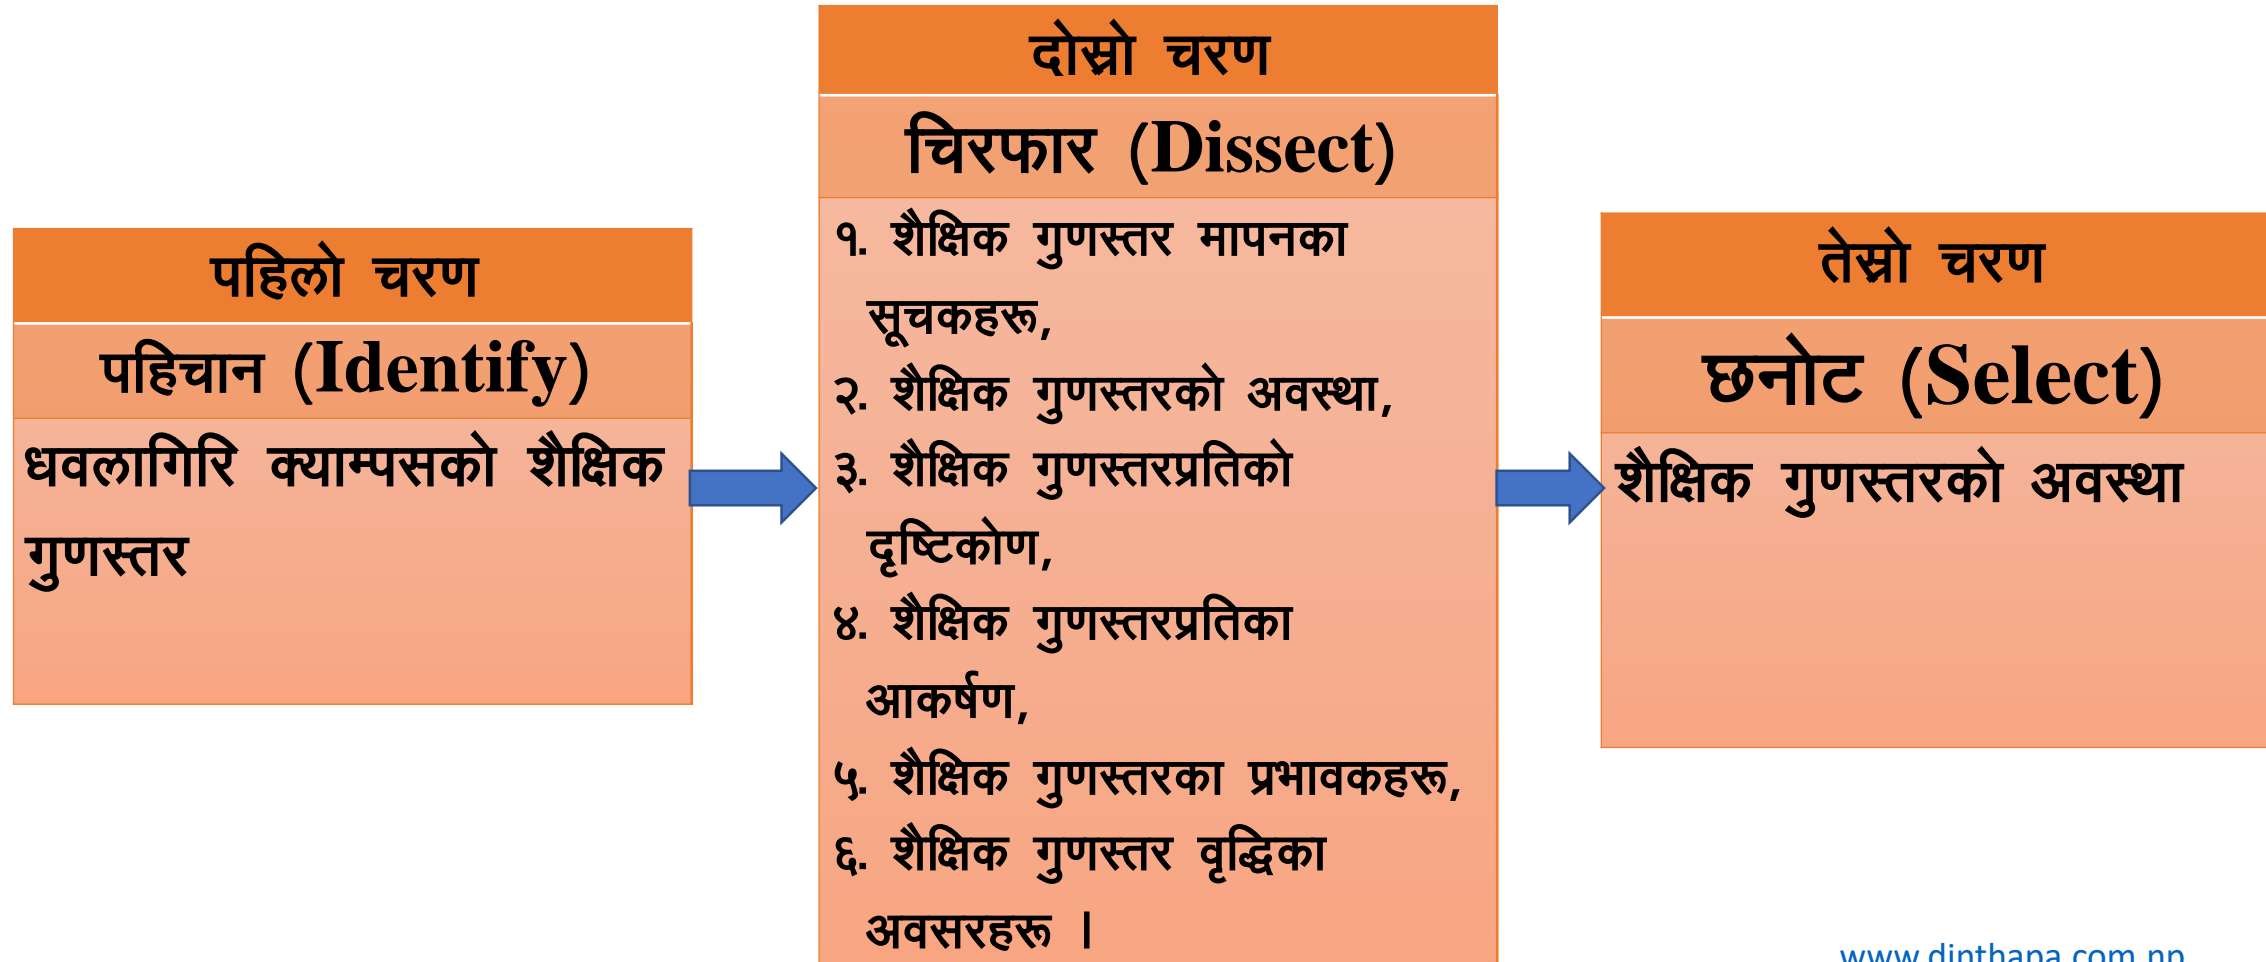 पहिलो चरण
पहिचान (Identify)
धवलागिरि क्याम्पसको शैक्षिक
गुणस्तर
दोस्रो चरण
चिरफार (Dissect)
१. शैक्षिक गुणस्तर मापनका
सूचकहरू,
२. शैक्षिक गुणस्तरको अवस्था,
३. शैक्षिक गुणस्तरप्रतिको
दृष्टिकोण,
४. शैक्षिक गुणस्तरप्रतिका
आकर्षण,
५. शैक्षिक गुणस्तरका प्रभावकहरू,
६. शैक्षिक गुणस्तर वृद्धिका
अवसरहरू ।
तेस्रो चरण
छनोट (Select)
शैक्षिक गुणस्तरको अवस्था
www.dinthapa.com.np